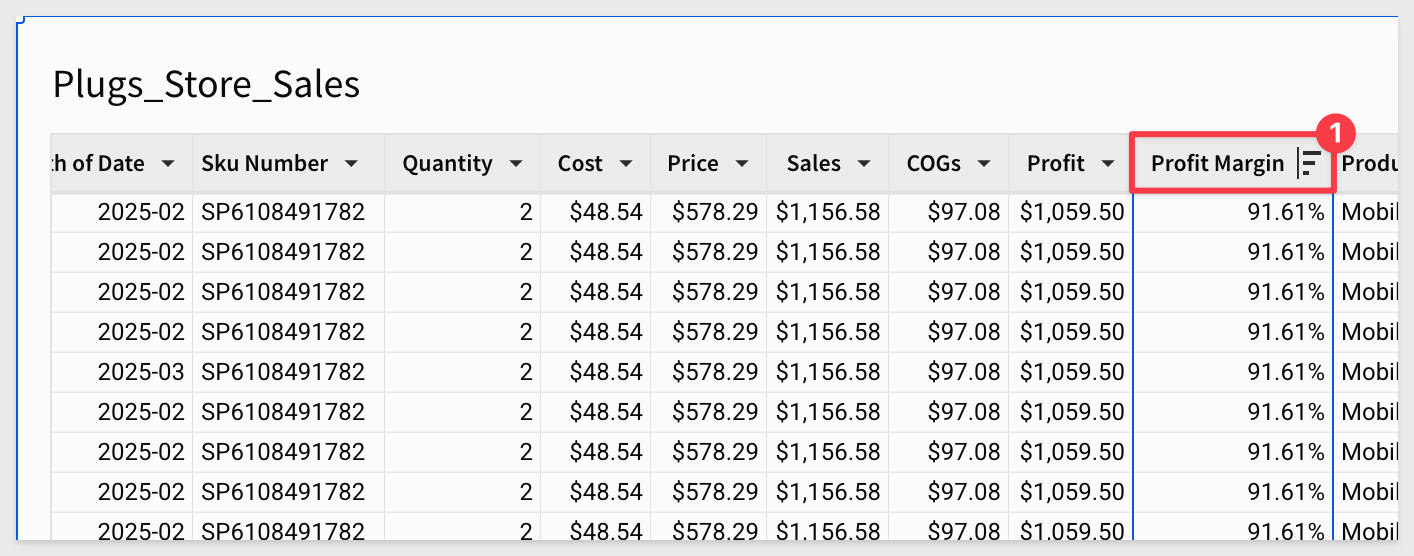 Plugs_Store_Sales
1
h of Date Sku Number Quantity Cost Price Sales COGs Profit Profit Margin Produ
2025-02 SP6108491782 2 $48.54 $578.29 $1,156.58 $97.08 $1,059.50 91.61% Mobil
2025-02 SP6108491782 2 $48.54 $578.29 $1,156.58 $97.08 $1,059.50 91.61% Mobil
2025-02 SP6108491782 2 $48.54 $578.29 $1,156.58 $97.08 $1,059.50 91.61% Mobil
2025-02 SP6108491782 2 $48.54 $578.29 $1,156.58 $97.08 $1,059.50 91.61% Mobil
2025-03 SP6108491782 2 $48.54 $578.29 $1,156.58 $97.08 $1,059.50 91.61% Mobil
2025-02 SP6108491782 2 $48.54 $578.29 $1,156.58 $97.08 $1,059.50 91.61% Mobil
2025-02 SP6108491782 2 $48.54 $578.29 $1,156.58 $97.08 $1,059.50 91.61% Mobil
2025-02 SP6108491782 2 $48.54 $578.29 $1,156.58 $97.08 $1,059.50 91.61% Mobil
2025-02 SP6108491782 2 $48.54 $578.29 $1,156.58 $97.08 $1,059.50 91.61% Mobil